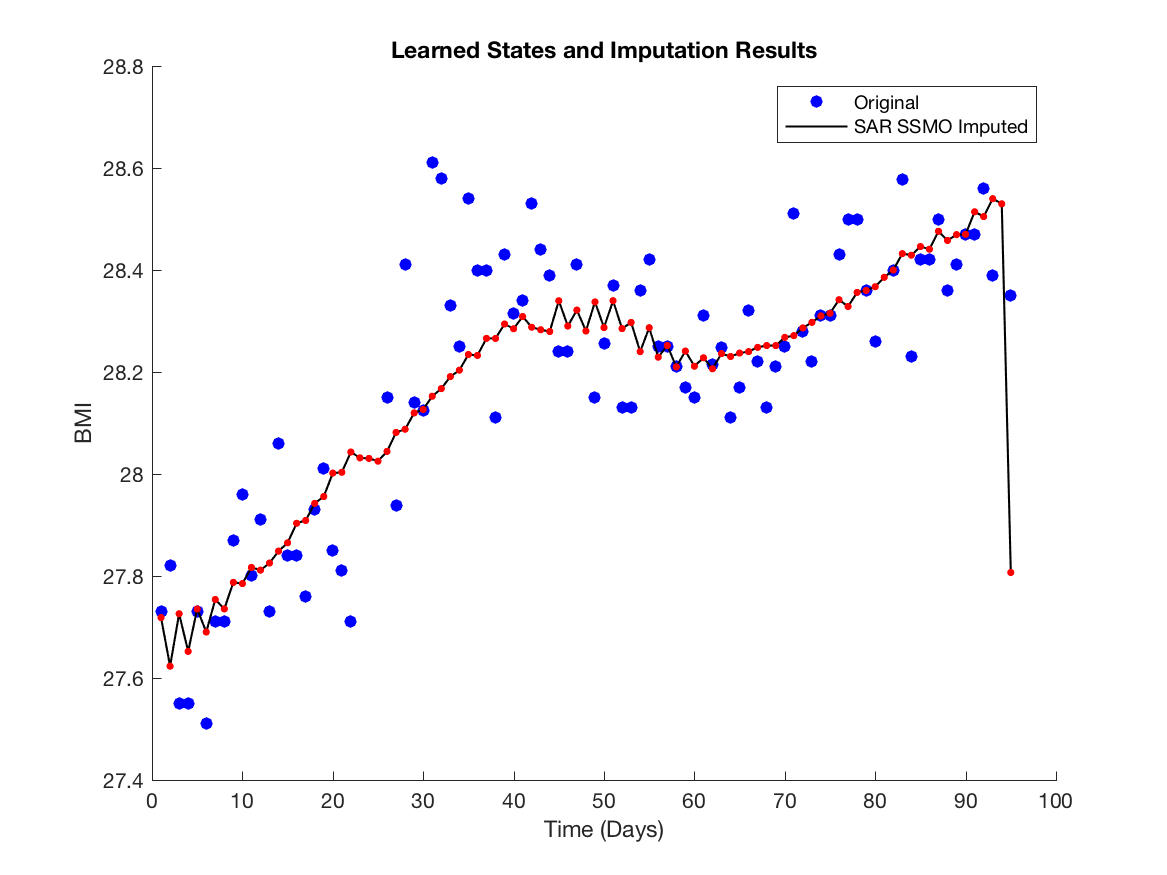 Learned States and Imputation Results
28.8
Original
SAR SSMO Imputed
28.6
28.4
28.2
BMI
28
27.8
27.6
27.4
0 10 20 30 40 50 60 70 80 90 100
Time (Days)